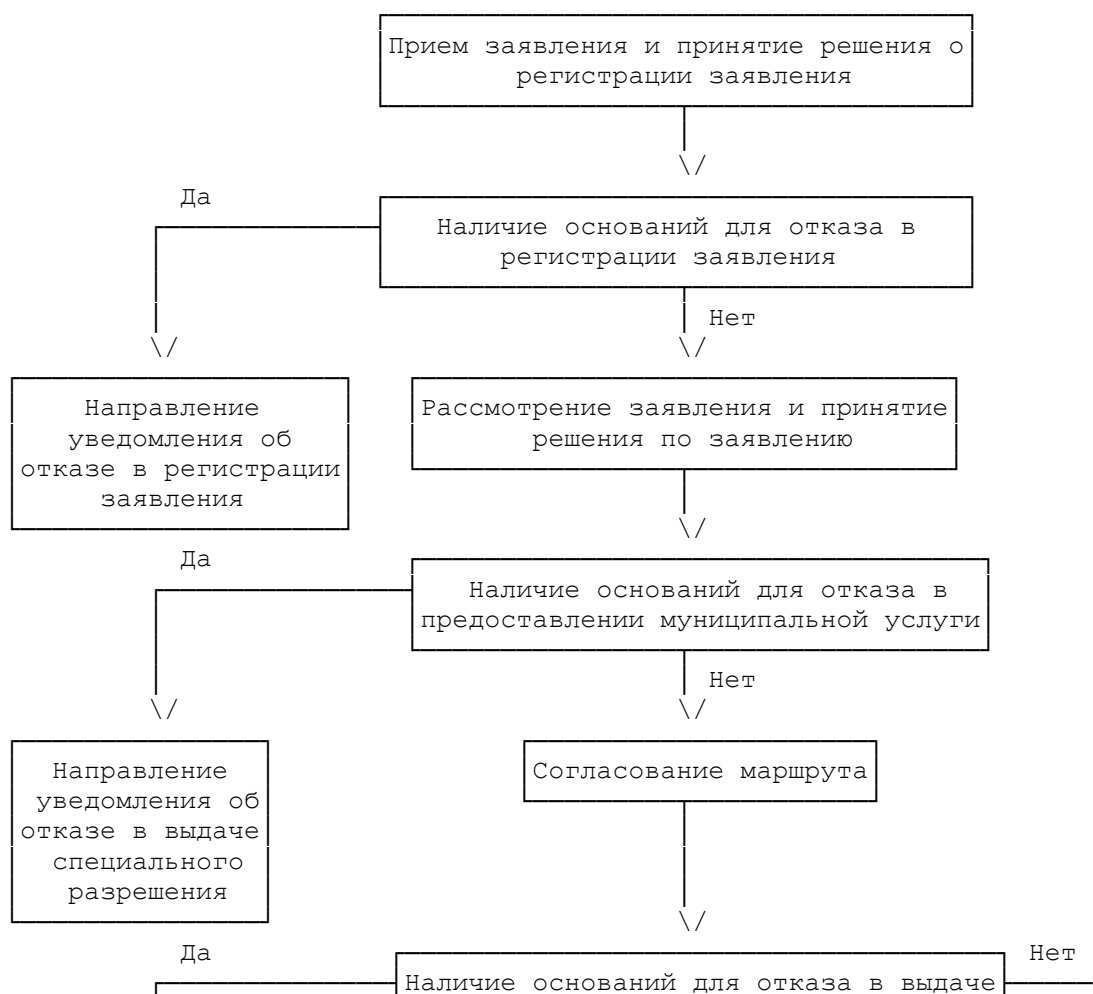 Прием заявления и принятие решения о
регистрации заявления
Да
Наличие оснований для отказа в
регистрации заявления
Нет
Направление
уведомления об
отказе в регистрации
заявления
Рассмотрение заявления и принятие
решения по заявлению
Да
Наличие оснований для отказа в
предоставлении муниципальной услуги
Нет
Направление
уведомления об
отказе в выдаче
специального
разрешения
Согласование маршрута
Да
Нет
Наличие оснований для отказа в выдаче